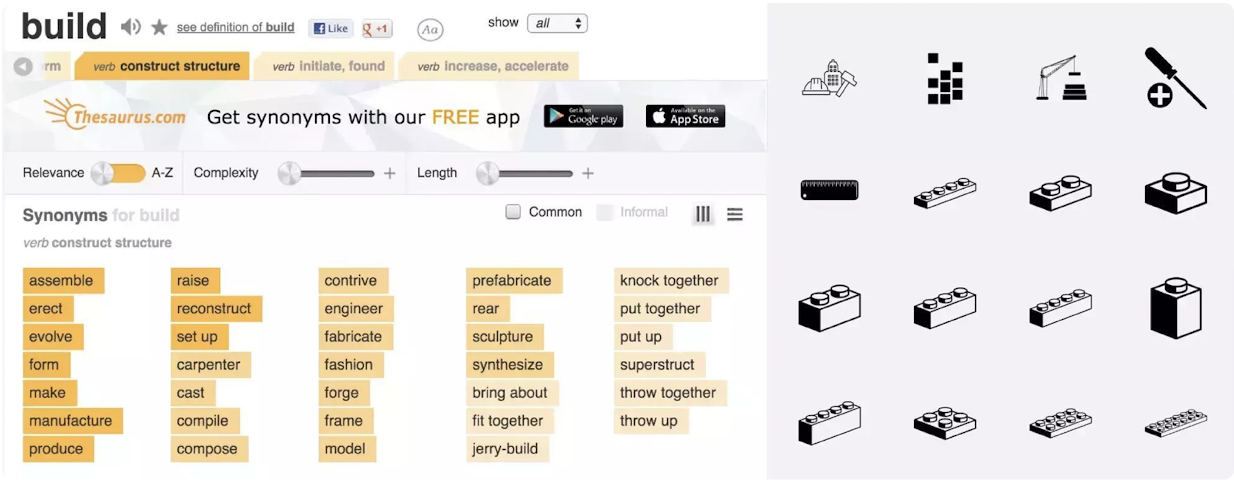 build see definition of build Like +1 Aa show all
rm verb construct structure verb initiate, found verb increase, accelerate
Thesaurus.com Get synonyms with our FREE app Get it on Google play Available on the App Store
Relevance A-Z Complexity + Length +
Synonyms for build Common Informal
verb construct structure
assemble raise contrive prefabricate knock together
erect reconstruct engineer rear put together
evolve set up fabricate sculpture put up
form carpenter fashion synthesize superstruct
make cast forge bring about throw together
manufacture compile frame fit together throw up
produce compose model jerry-build